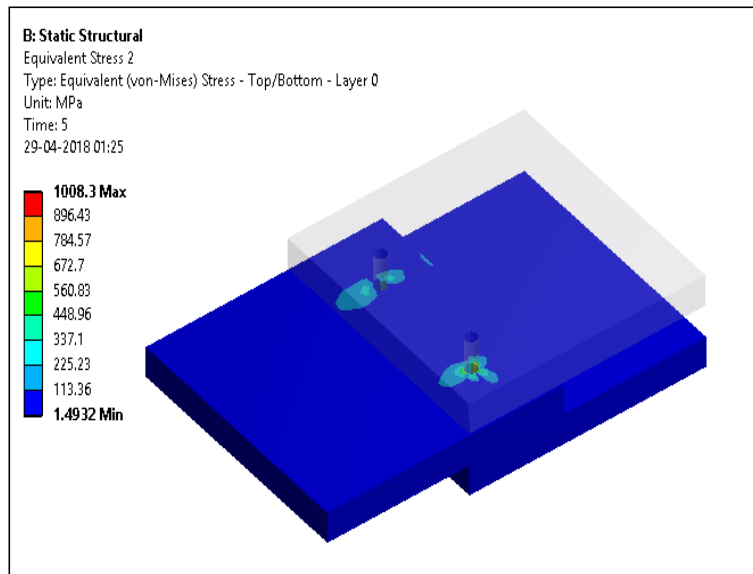 B: Static Structural
Equivalent Stress 2
Type: Equivalent (von-Mises) Stress - Top/Bottom - Layer 0
Unit: MPa
Time: 5
29-04-2018 01:25
1008.3 Max
896.43
784.57
672.7
560.83
448.96
337.1
225.23
113.36
1.4932 Min